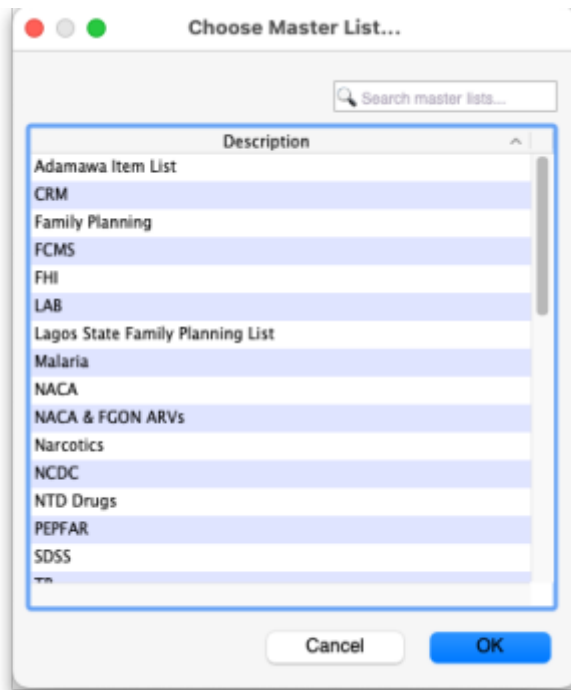 Choose Master List...
Search master lists...
Description
Adamawa Item List
CRM
Family Planning
FCMS
FHI
LAB
Lagos State Family Planning List
Malaria
NACA
NACA & FGON ARVs
Narcotics
NCDC
NTD Drugs
PEPFAR
SDSS
Cancel
OK